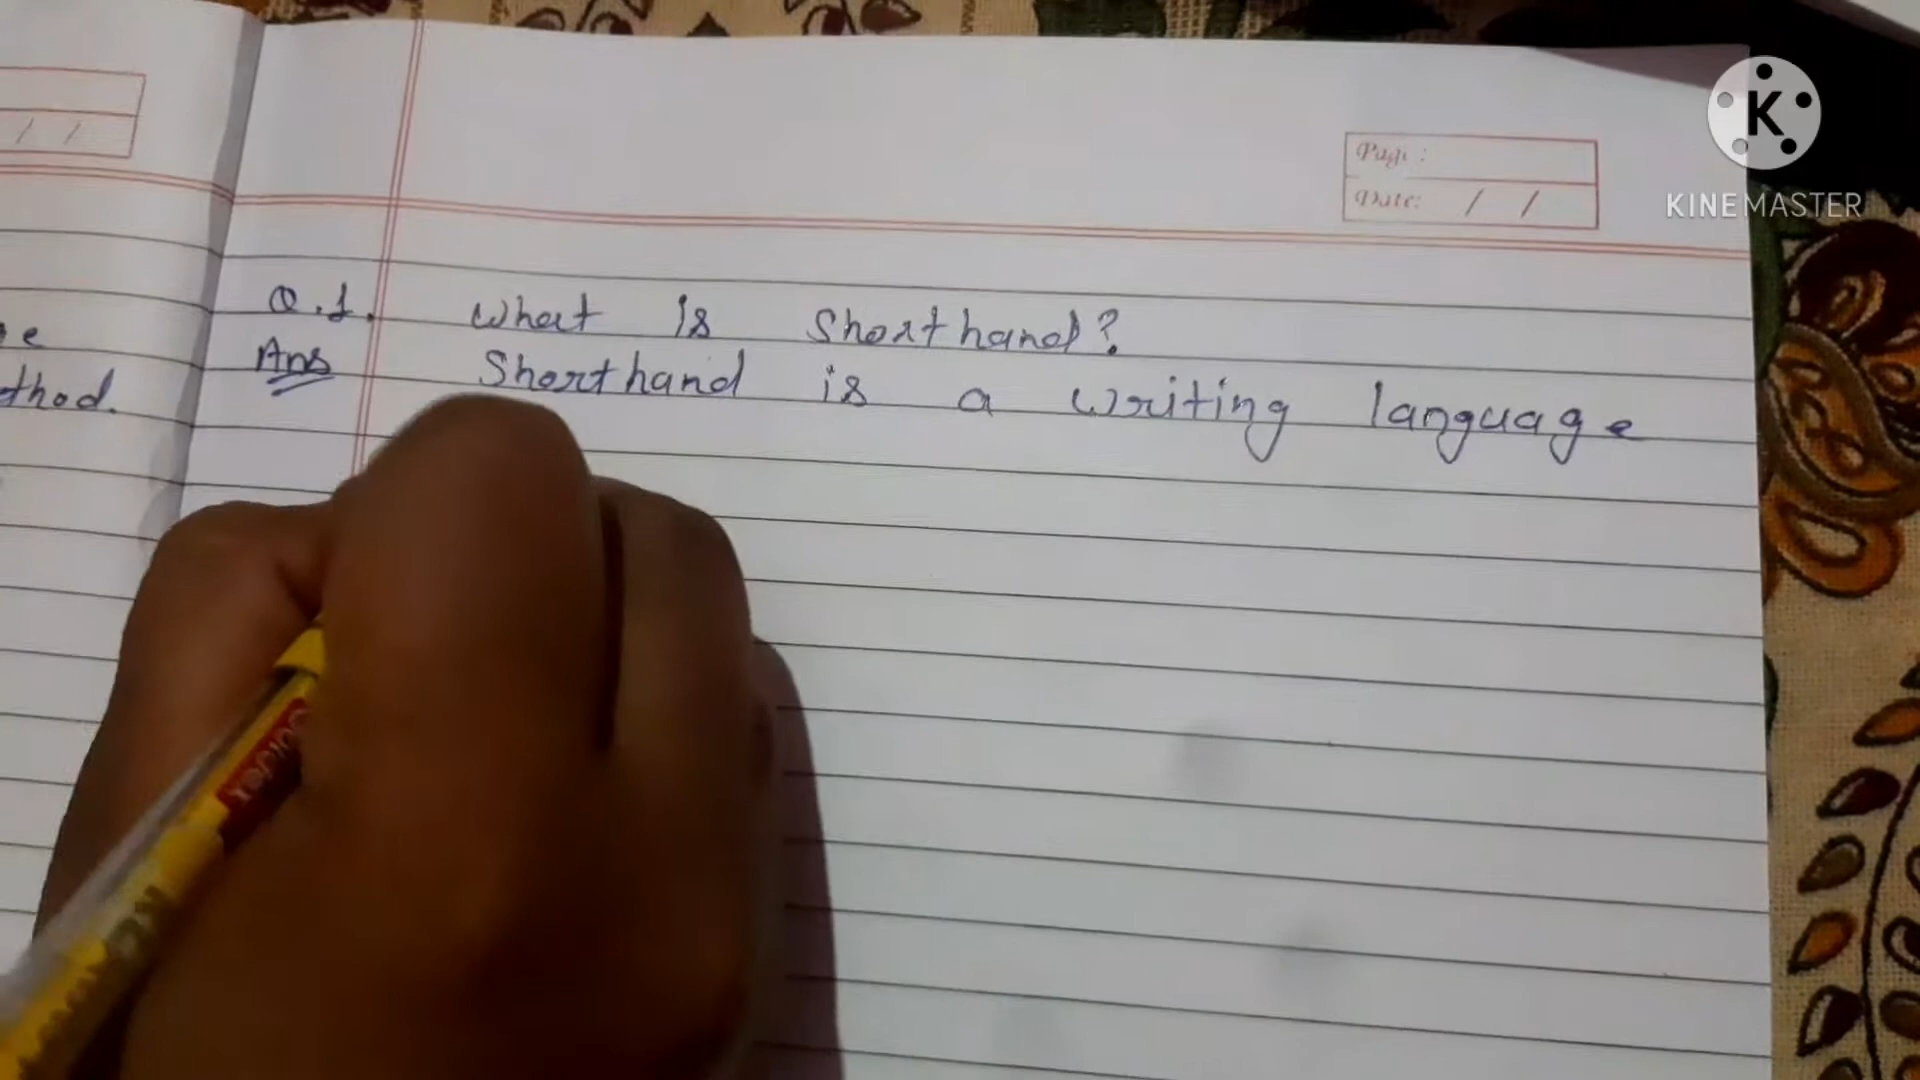 K
KINEMASTER
Page :
Date: / /
/ /
Q.1. What is Shorthand?
Ans Shorthand is a writing language
thod.